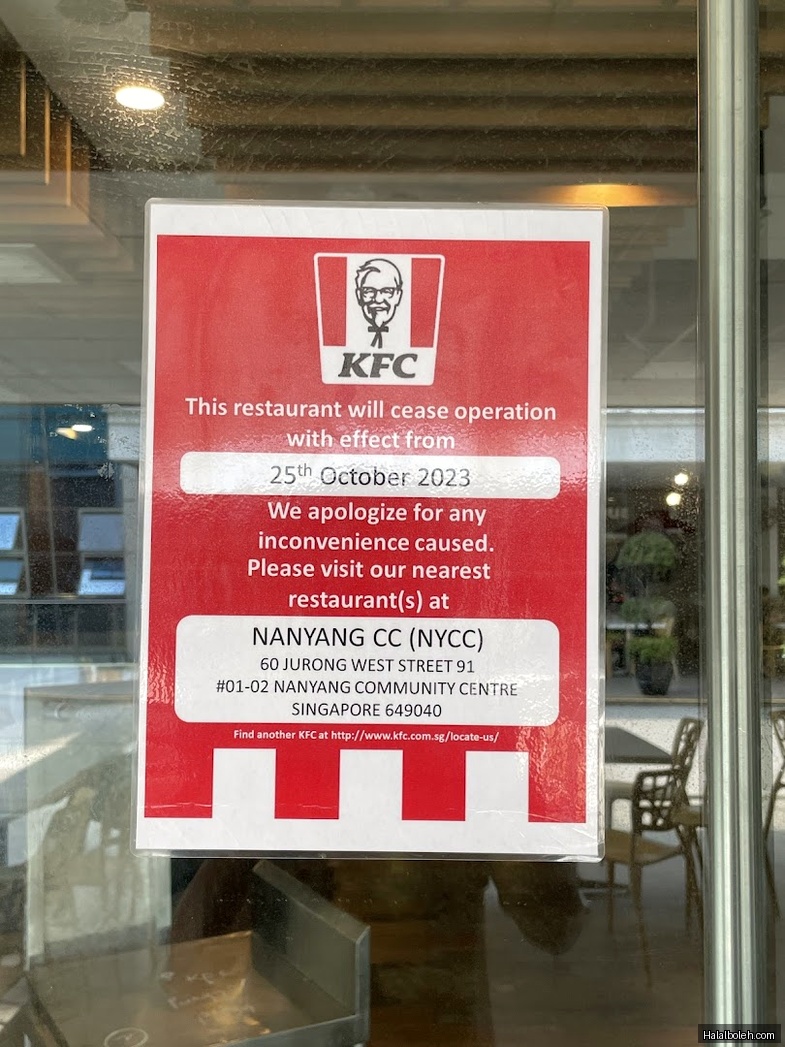 KFC
This restaurant will cease operation
with effect from
25th October 2023
We apologize for any
inconvenience caused.
Please visit our nearest
restaurant(s) at
NANYANG CC (NYCC)
60 JURONG WEST STREET 91
#01-02 NANYANG COMMUNITY CENTRE
SINGAPORE 649040
Find another KFC at http://www.kfc.com.sg/locate-us/
Halalboleh.com